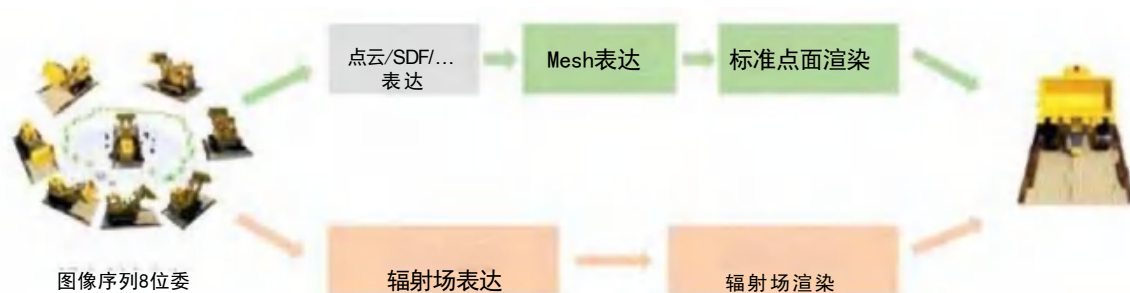 点云/SDF/...
表达
Mesh表达
标准点面渲染
图像序列8位委
辐射场表达
辐射场渲染